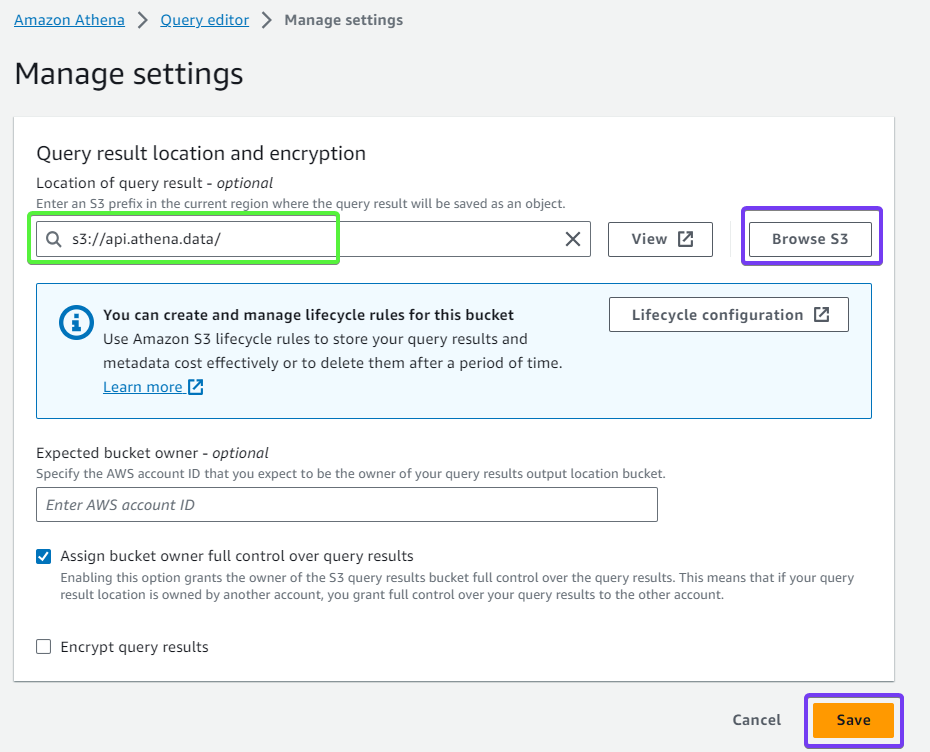 Amazon Athena > Query editor > Manage settings
Manage settings
Query result location and encryption
Location of query result - optional
Enter an S3 prefix in the current region where the query result will be saved as an object.
s3://api.athena.data/
View
Browse S3
You can create and manage lifecycle rules for this bucket
Lifecycle configuration
Use Amazon S3 lifecycle rules to store your query results and
metadata cost effectively or to delete them after a period of time.
Learn more
Expected bucket owner - optional
Specify the AWS account ID that you expect to be the owner of your query results output location bucket.
Enter AWS account ID
Assign bucket owner full control over query results
Enabling this option grants the owner of the S3 query results bucket full control over the query results. This means that if your query
result location is owned by another account, you grant full control over your query results to the other account.
Encrypt query results
Cancel
Save